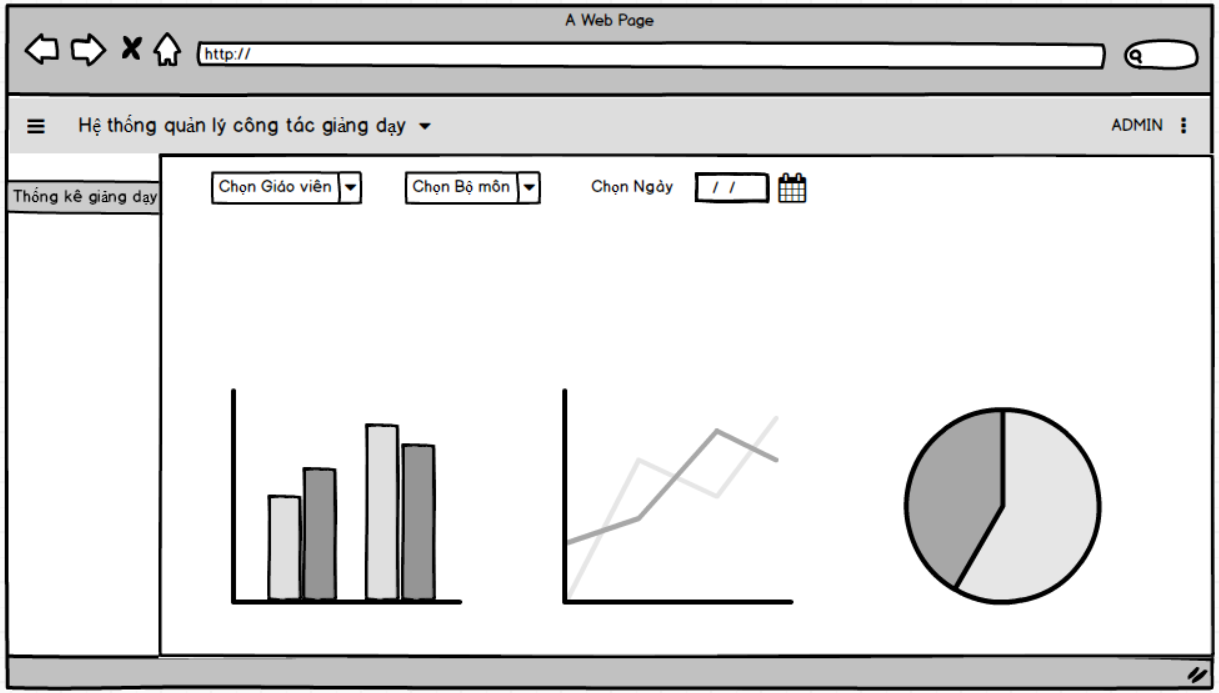 A Web Page
http://
Hệ thống quản lý công tác giảng dạy
ADMIN
Thống kê giảng dạy
Chọn Giáo viên
Chọn Bộ môn
Chọn Ngày
/ /